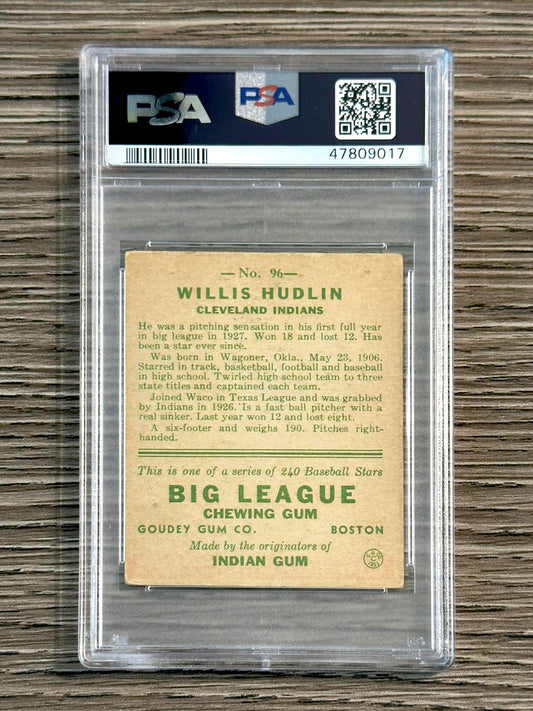 PSA
PSA
47809017
—No. 96—
WILLIS HUDLIN
CLEVELAND INDIANS
He was a pitching sensation in his first full year
in big league in 1927. Won 18 and lost 12. Has
been a star ever since.
Was born in Wagoner, Okla., May 23, 1906.
Starred in track, basketball, football and baseball
in high school. Twirled high-school team to three
state titles and captained each team.
Joined Waco in Texas League and was grabbed
by Indians in 1926. Is a fast ball pitcher with a
real sinker. Last year won 12 and lost eight.
A six-footer and weighs 190. Pitches right-
handed.
This is one of a series of 240 Baseball Stars
BIG LEAGUE
CHEWING GUM
GOUDEY GUM CO. BOSTON
Made by the originators of
INDIAN GUM